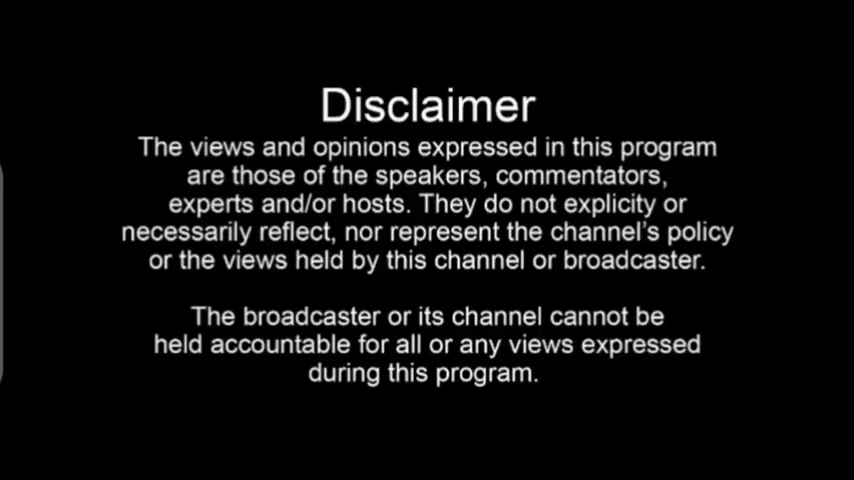 Disclaimer
The views and opinions expressed in this program
are those of the speakers, commentators,
experts and/or hosts. They do not explicity or
necessarily reflect, nor represent the channel's policy
or the views held by this channel or broadcaster.
The broadcaster or its channel cannot be
held accountable for all or any views expressed
during this program.